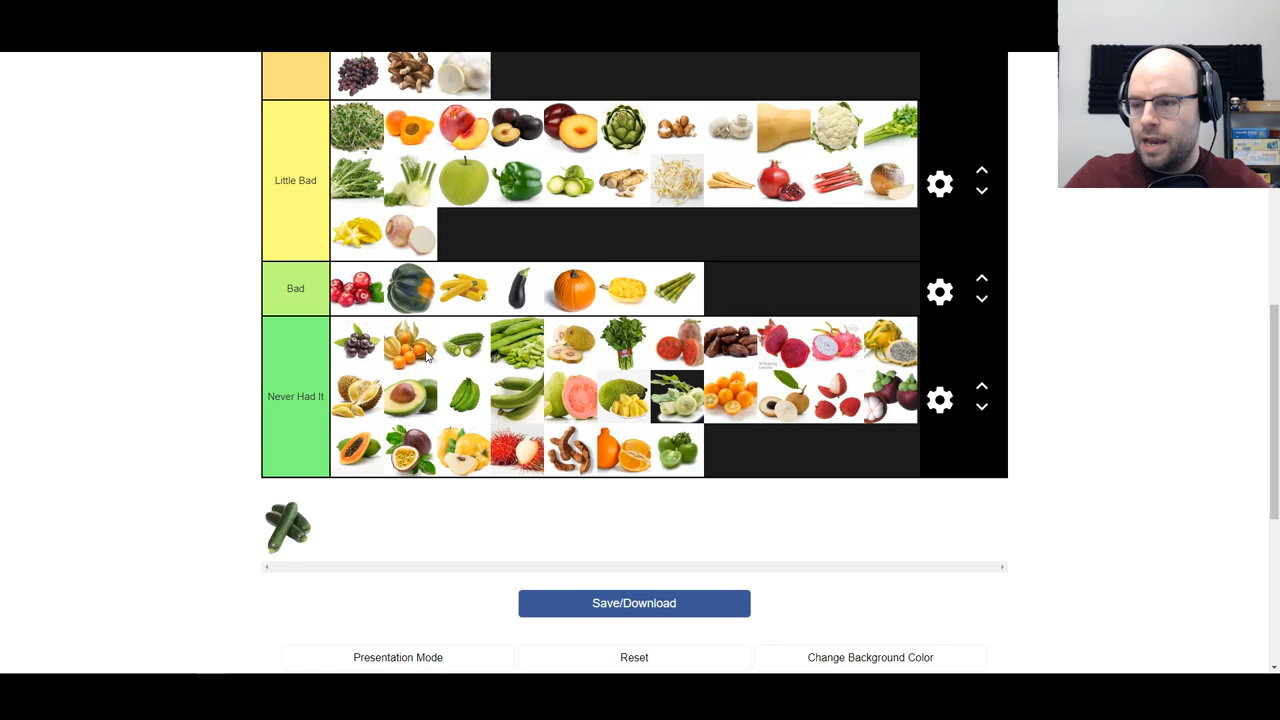 Little Bad
Bad
Never Had It
Save/Download
Presentation Mode
Reset
Change Background Color